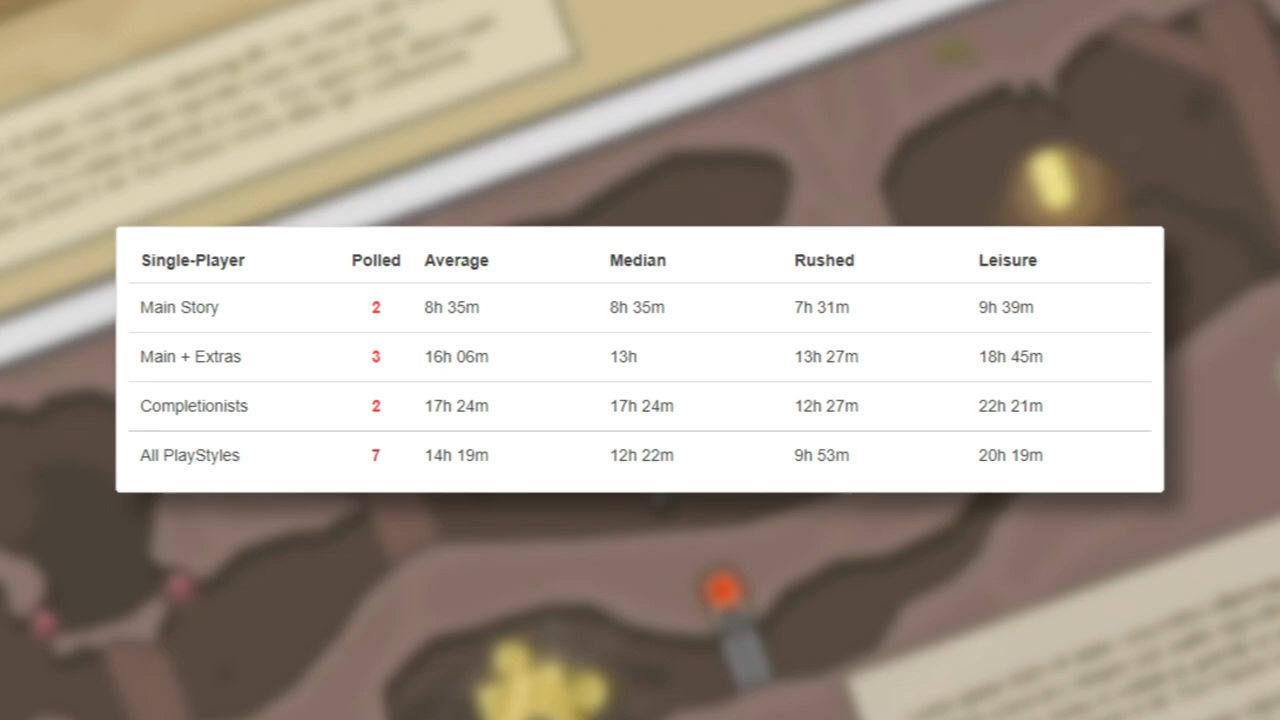 Single-Player Polled Average Median Rushed Leisure
Main Story 2 8h 35m 8h 35m 7h 31m 9h 39m
Main + Extras 3 16h 06m 13h 13h 27m 18h 45m
Completionists 2 17h 24m 17h 24m 12h 27m 22h 21m
All PlayStyles 7 14h 19m 12h 22m 9h 53m 20h 19m